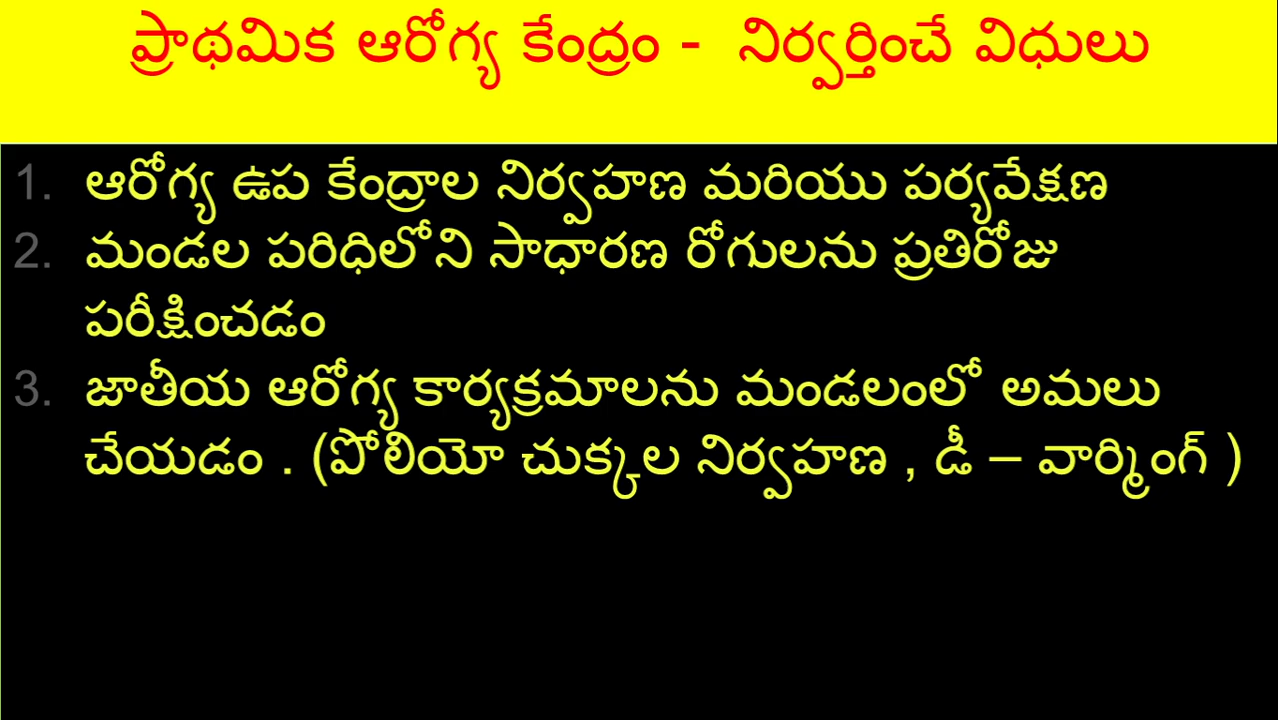 ప్రాథమిక ఆరోగ్య కేంద్రం - నిర్వర్తించే విధులు
1. ఆరోగ్య ఉప కేంద్రాల నిర్వహణ మరియు పర్యవేక్షణ
2. మండల పరిధిలోని సాధారణ రోగులను ప్రతిరోజు
పరీక్షించడం
3. జాతీయ ఆరోగ్య కార్యక్రమాలను మండలంలో అమలు
చేయడం . (పోలియో చుక్కల నిర్వహణ , డీ – వార్మింగ్ )